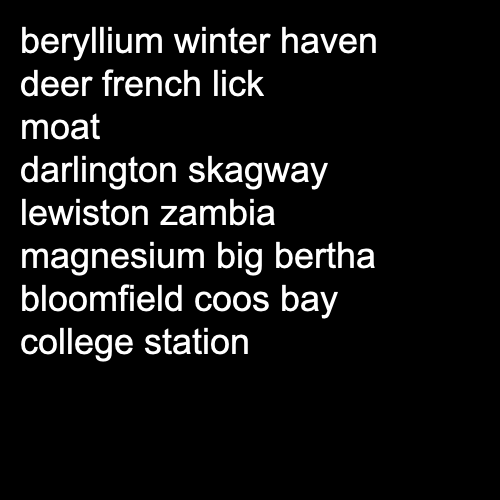 beryllium winter haven
deer french lick
moat
darlington skagway
lewiston zambia
magnesium big bertha
bloomfield coos bay
college station